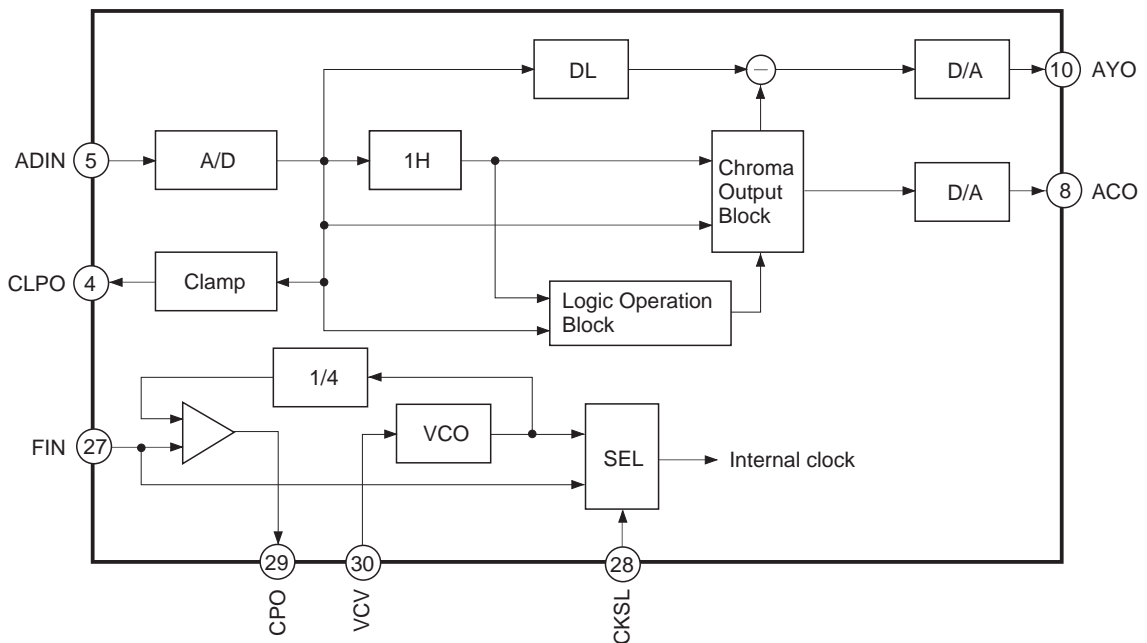 DL
−
D/A
10 AYO
ADIN 5
A/D
1H
Chroma
Output
Block
D/A
8 ACO
CLPO 4
Clamp
Logic Operation
Block
1/4
FIN 27
VCO
SEL
Internal clock
29
30
28
CPO
VCV
CKSL